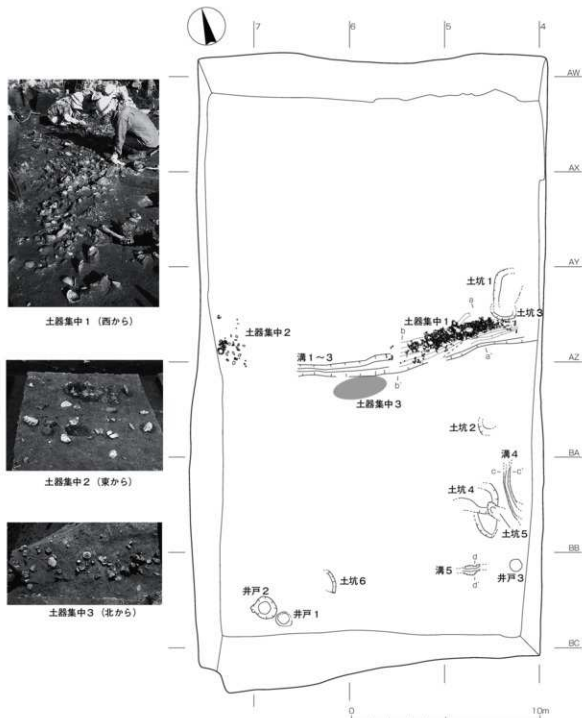 7
6
5
4
AW
AX
AY
AZ
BA
BB
BC
土器集中1（西から）
土器集中2（東から）
土器集中3（北から）
土坑1
土坑3
土器集中1
a
a'
b
b'
土器集中2
溝1～3
土器集中3
土坑2
溝4
c
c'
土坑4
土坑5
d
溝5
d'
井戸3
土坑6
井戸2
井戸1
0
10m